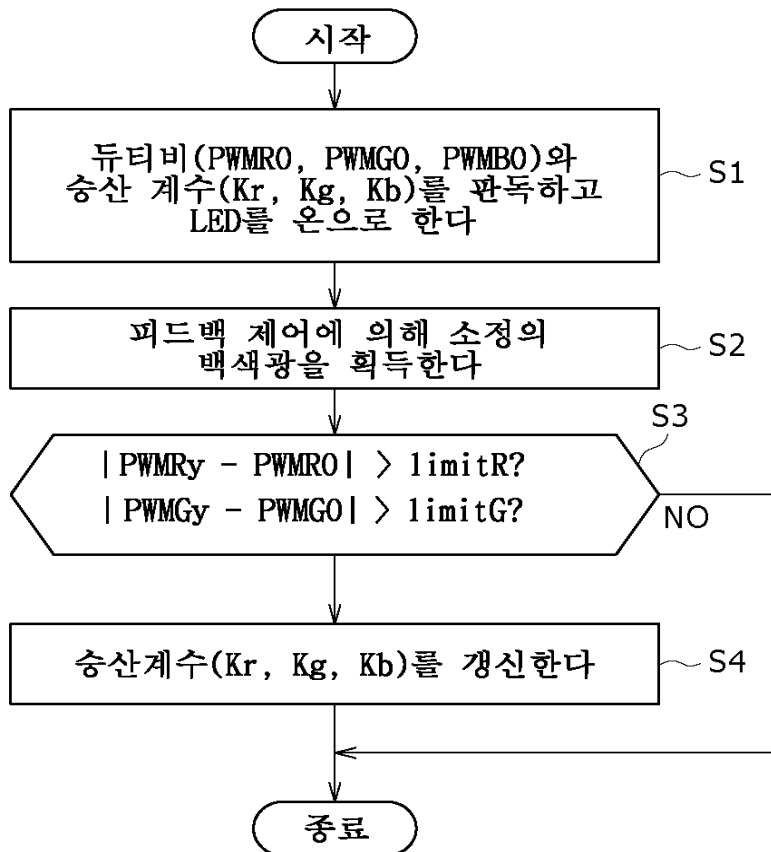 시작
듀티비(PWMR0, PWMG0, PWMB0)와
승산 계수(Kr, Kg, Kb)를 판독하고
LED를 온으로 한다
S1
피드백 제어에 의해 소정의
백색광을 획득한다
S2
S3
|PWMRy - PWMR0| > limitR?
|PWMGy - PWMG0| > limitG?
NO
승산계수(Kr, Kg, Kb)를 갱신한다
S4
종료